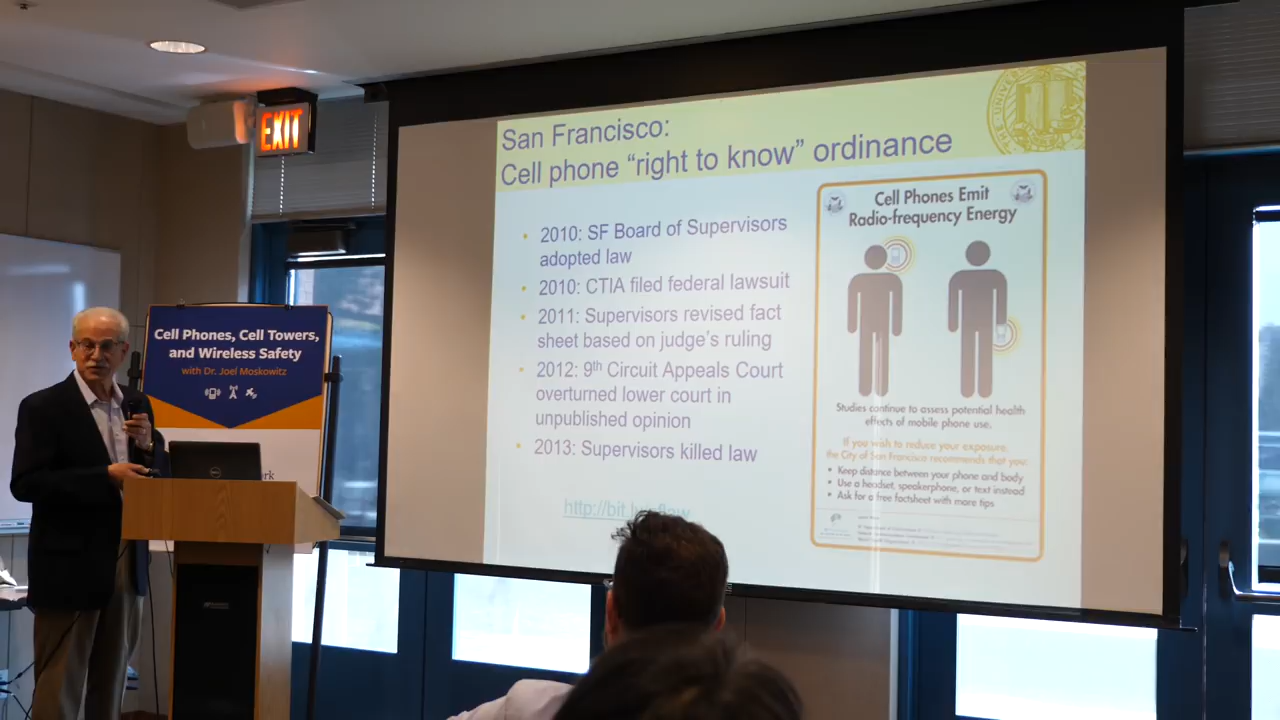 EXIT
San Francisco:
Cell phone “right to know” ordinance
• 2010: SF Board of Supervisors
adopted law
• 2010: CTIA filed federal lawsuit
• 2011: Supervisors revised fact
sheet based on judge’s ruling
• 2012: 9th Circuit Appeals Court
overturned lower court in
unpublished opinion
• 2013: Supervisors killed law
Cell Phones Emit
Radio-frequency Energy
Studies continue to assess potential health
effects of mobile phone use.
If you wish to reduce your exposure,
the City of San Francisco recommends that you:
• Keep distance between your phone and body
• Use a headset, speakerphone, or text instead
• Ask for a free factsheet with more tips
Cell Phones, Cell Towers,
and Wireless Safety
with Dr. Joel Moskowitz
DELL